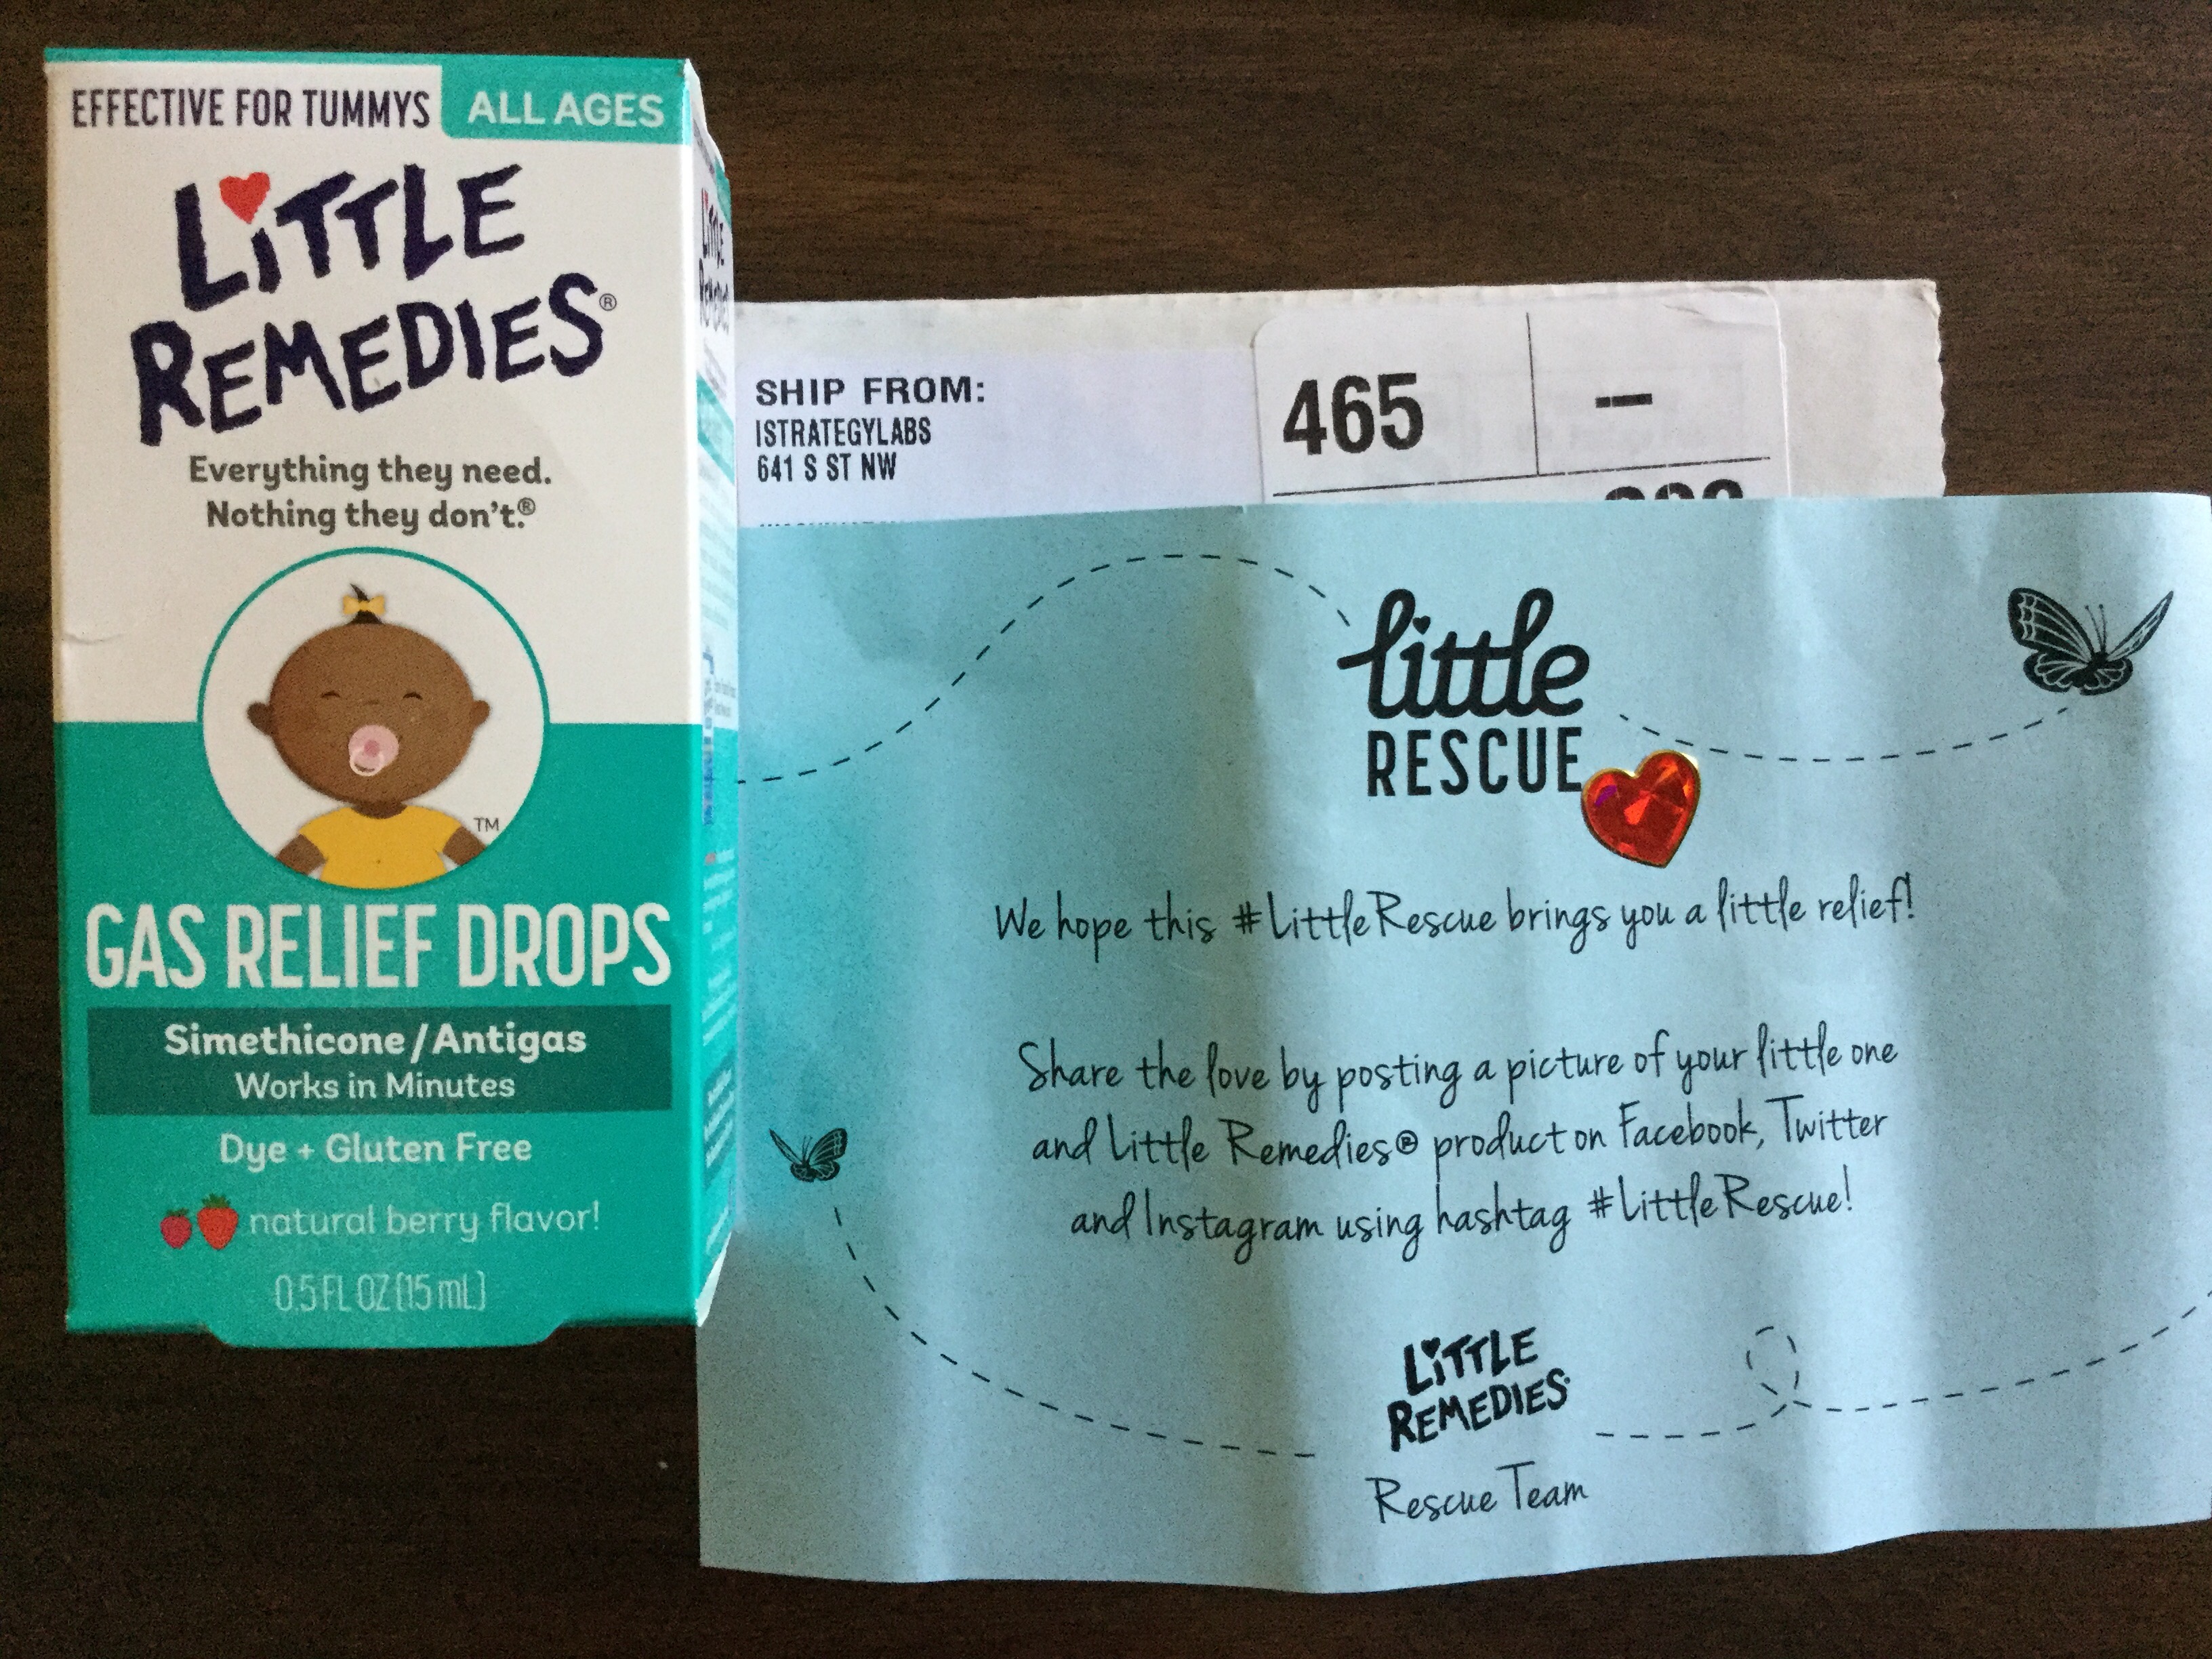 EFFECTIVE FOR TUMMYS
ALL AGES
LiTTLE
REMEDIES®
Everything they need.
Nothing they don't.®
TM
GAS RELIEF DROPS
Simethicone/Antigas
Works in Minutes
Dye + Gluten Free
natural berry flavor!
0.5 FL OZ (15 mL)
LiTTLE
REMEDIES
SHIP FROM:
ISTRATEGYLABS
641 S ST NW
465
–
little
RESCUE
We hope this #LittleRescue brings you a little relief!
Share the love by posting a picture of your little one
and Little Remedies® product on Facebook, Twitter
and Instagram using hashtag #LittleRescue!
LiTTLE
REMEDIES
Rescue Team